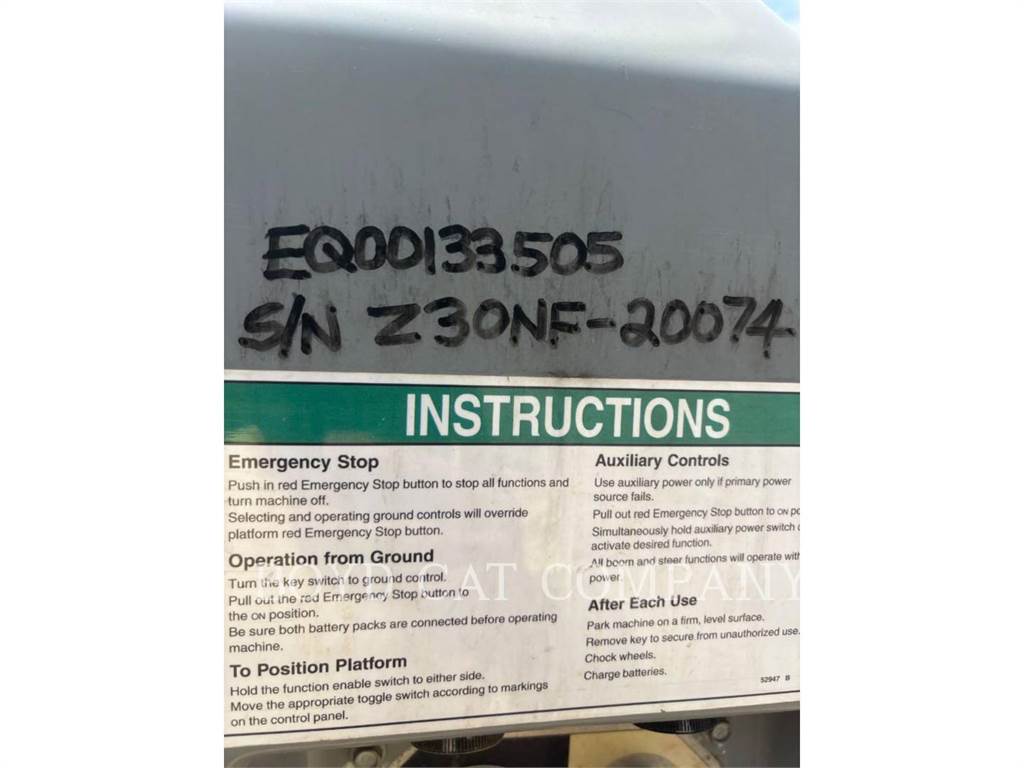 EQ00133505
S/N Z30NF-20074
INSTRUCTIONS
Emergency Stop
Push in red Emergency Stop button to stop all functions and
turn machine off.
Selecting and operating ground controls will override
platform red Emergency Stop button.
Operation from Ground
Turn the key switch to ground control.
Pull out the red Emergency Stop button to
the ON position.
Be sure both battery packs are connected before operating
machine.
To Position Platform
Hold the function enable switch to either side.
Move the appropriate toggle switch according to markings
on the control panel.
Auxiliary Controls
Use auxiliary power only if primary power
source fails.
Pull out red Emergency Stop button to ON
Simultaneously hold auxiliary power switch
activate desired function.
All boom and steer functions will operate with
power.
After Each Use
Park machine on a firm, level surface.
Remove key to secure from unauthorized use.
Chock wheels.
Charge batteries.
52947 B
BOYD CAT COMPANY